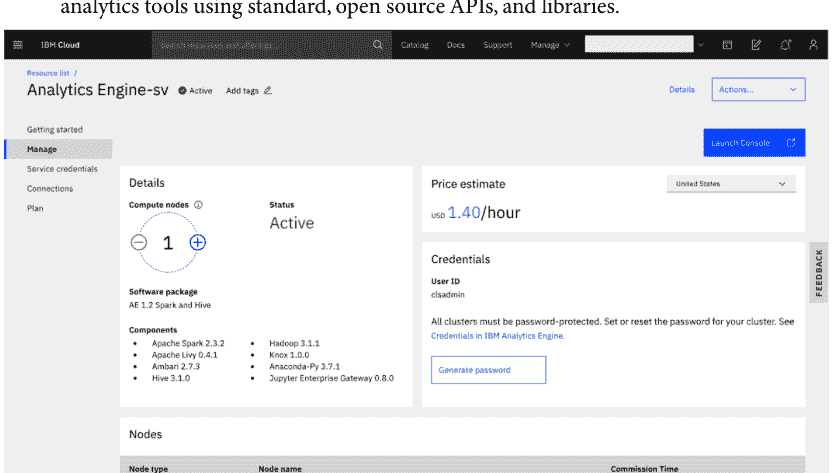 analytics tools using standard, open source APIs, and libraries.
IBM Cloud
Catalog Docs Support Manage
Resource list /
Analytics Engine-sv Active Add tags
Details Actions...
Getting started
Manage
Service credentials
Connections
Plan
Launch Console
Details
Compute nodes
1
Status
Active
Software package
AE 1.2 Spark and Hive
Components
• Apache Spark 2.3.2
• Apache Livy 0.4.1
• Ambari 2.7.3
• Hive 3.1.0
• Hadoop 3.1.1
• Knox 1.0.0
• Anaconda-Py 3.7.1
• Jupyter Enterprise Gateway 0.8.0
Price estimate
United States
USD 1.40/hour
Credentials
User ID
clsadmin
All clusters must be password-protected. Set or reset the password for your cluster. See
Credentials in IBM Analytics Engine.
Generate password
FEEDBACK
Nodes
Node type Node name Commission Time